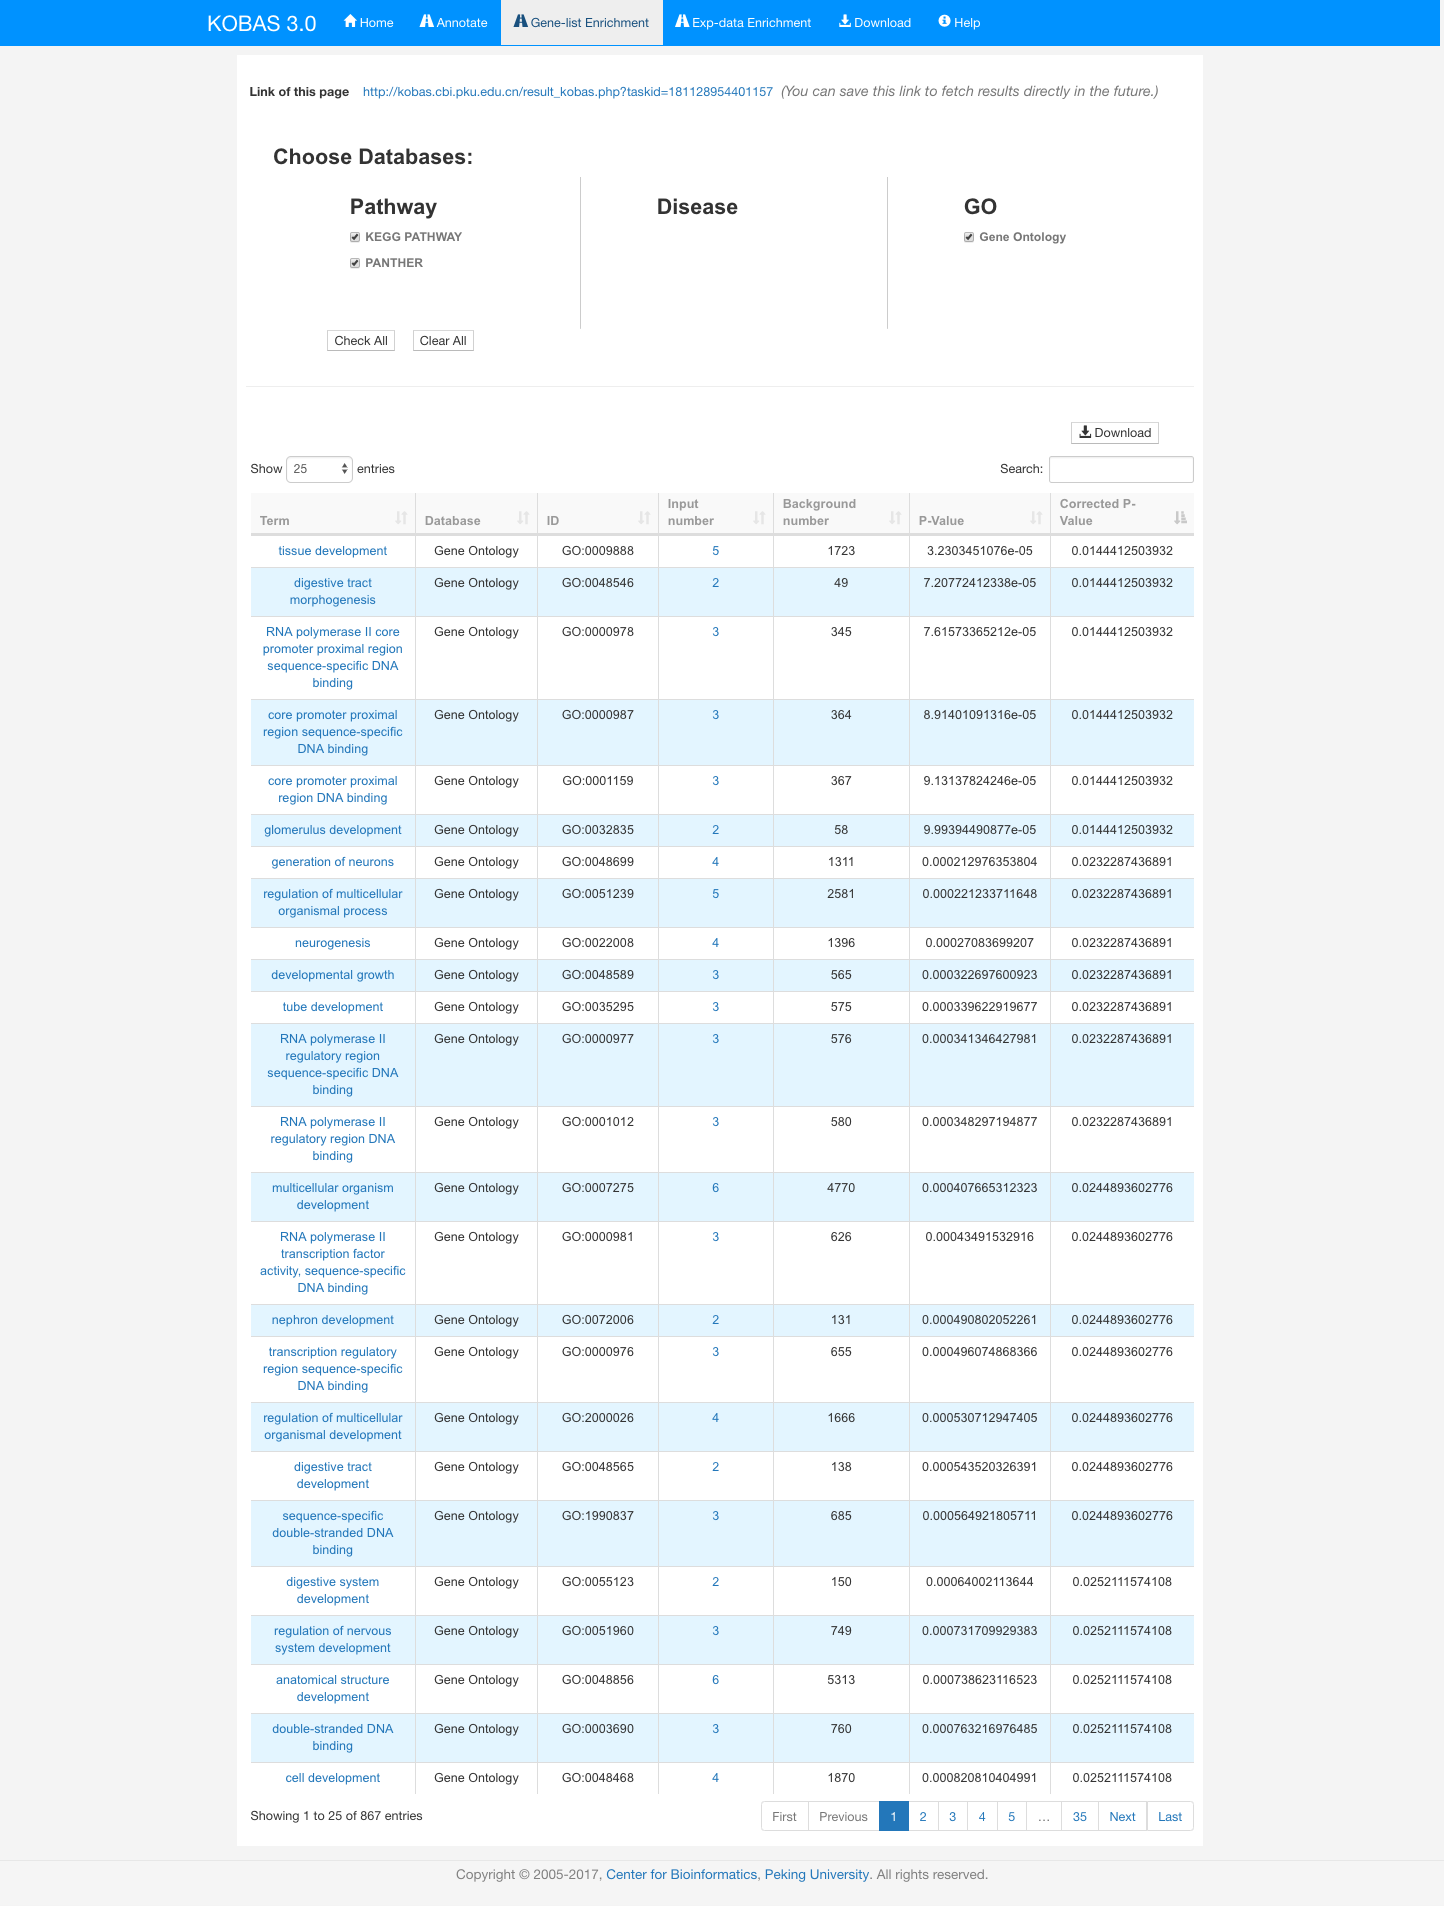 KOBAS 3.0 Home Annotate Gene-list Enrichment Exp-data Enrichment Download Help
Link of this page http://kobas.cbi.pku.edu.cn/result_kobas.php?taskid=181128954401157 (You can save this link to fetch results directly in the future.)
Choose Databases:
Pathway Disease GO
KEGG PATHWAY Gene Ontology
PANTHER
Check All Clear All
Download
Show 25 entries Search:
Input Background Corrected P-
Term Database ID number number P-Value Value
tissue development Gene Ontology GO:0009888 5 1723 3.2303451076e-05 0.0144412503932
digestive tract Gene Ontology GO:0048546 2 49 7.20772412338e-05 0.0144412503932
morphogenesis
RNA polymerase II core Gene Ontology GO:0000978 3 345 7.61573365212e-05 0.0144412503932
promoter proximal region
sequence-specific DNA
binding
core promoter proximal Gene Ontology GO:0000987 3 364 8.91401091316e-05 0.0144412503932
region sequence-specific
DNA binding
core promoter proximal Gene Ontology GO:0001159 3 367 9.13137824246e-05 0.0144412503932
region DNA binding
glomerulus development Gene Ontology GO:0032835 2 58 9.99394490877e-05 0.0144412503932
generation of neurons Gene Ontology GO:0048699 4 1311 0.000212976353804 0.0232287436891
regulation of multicellular Gene Ontology GO:0051239 5 2581 0.000221233711648 0.0232287436891
organismal process
neurogenesis Gene Ontology GO:0022008 4 1396 0.00027083699207 0.0232287436891
developmental growth Gene Ontology GO:0048589 3 565 0.000322697600923 0.0232287436891
tube development Gene Ontology GO:0035295 3 575 0.000339622919677 0.0232287436891
RNA polymerase II Gene Ontology GO:0000977 3 576 0.000341346427981 0.0232287436891
regulatory region
sequence-specific DNA
binding
RNA polymerase II Gene Ontology GO:0001012 3 580 0.000348297194877 0.0232287436891
regulatory region DNA
binding
multicellular organism Gene Ontology GO:0007275 6 4770 0.000407665312323 0.0244893602776
development
RNA polymerase II Gene Ontology GO:0000981 3 626 0.00043491532916 0.0244893602776
transcription factor
activity, sequence-specific
DNA binding
nephron development Gene Ontology GO:0072006 2 131 0.000490802052261 0.0244893602776
transcription regulatory Gene Ontology GO:0000976 3 655 0.000496074868366 0.0244893602776
region sequence-specific
DNA binding
regulation of multicellular Gene Ontology GO:2000026 4 1666 0.000530712947405 0.0244893602776
organismal development
digestive tract Gene Ontology GO:0048565 2 138 0.000543520326391 0.0244893602776
development
sequence-specific Gene Ontology GO:1990837 3 685 0.000564921805711 0.0244893602776
double-stranded DNA
binding
digestive system Gene Ontology GO:0055123 2 150 0.00064002113644 0.0252111574108
development
regulation of nervous Gene Ontology GO:0051960 3 749 0.000731709929383 0.0252111574108
system development
anatomical structure Gene Ontology GO:0048856 6 5313 0.000738623116523 0.0252111574108
development
double-stranded DNA Gene Ontology GO:0003690 3 760 0.000763216976485 0.0252111574108
binding
cell development Gene Ontology GO:0048468 4 1870 0.000820810404991 0.0252111574108
Showing 1 to 25 of 867 entries First Previous 1 2 3 4 5 … 35 Next Last
Copyright © 2005-2017, Center for Bioinformatics, Peking University. All rights reserved.